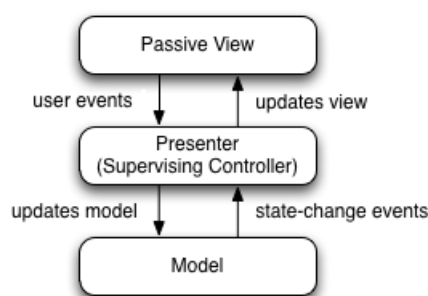 Passive View
user events
updates view
Presenter
(Supervising Controller)
updates model
state-change events
Model